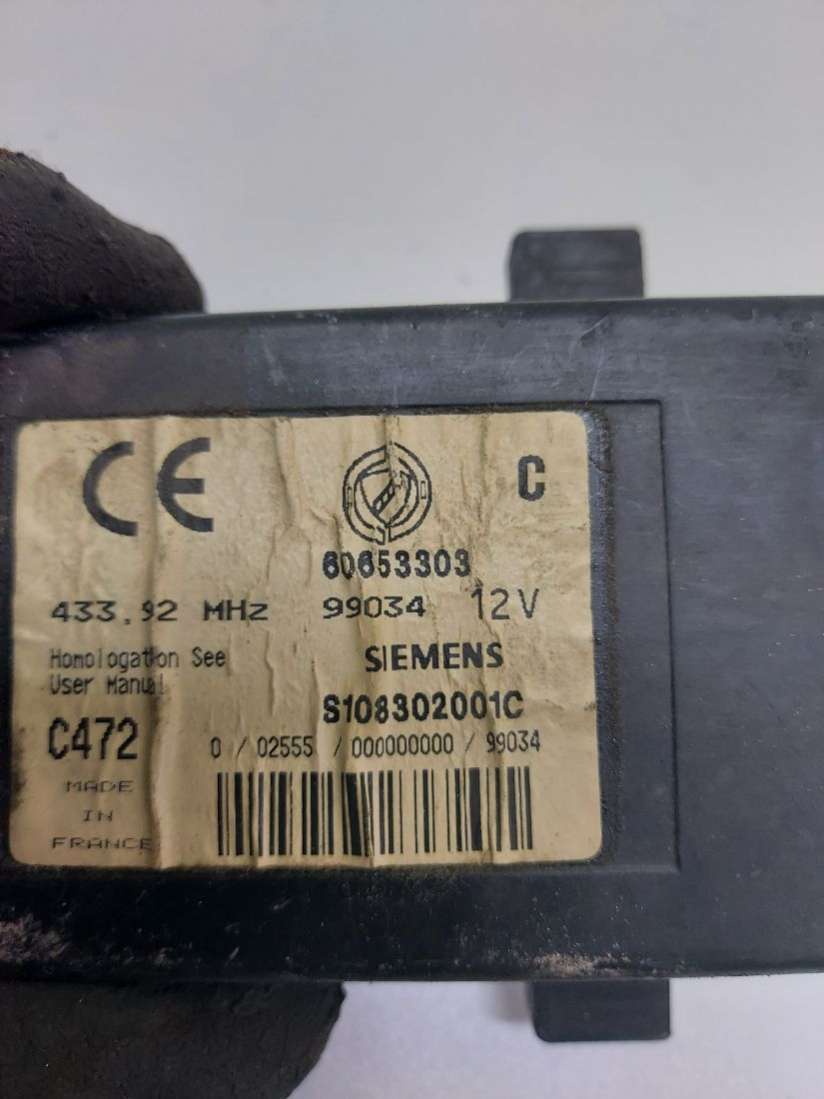 CE
C
60653303
433.92 MHz 99034 12V
Homologation See
User Manual
SIEMENS
S108302001C
C472
0 / 02555 / 000000000 / 99034
MADE
IN
FRANCE